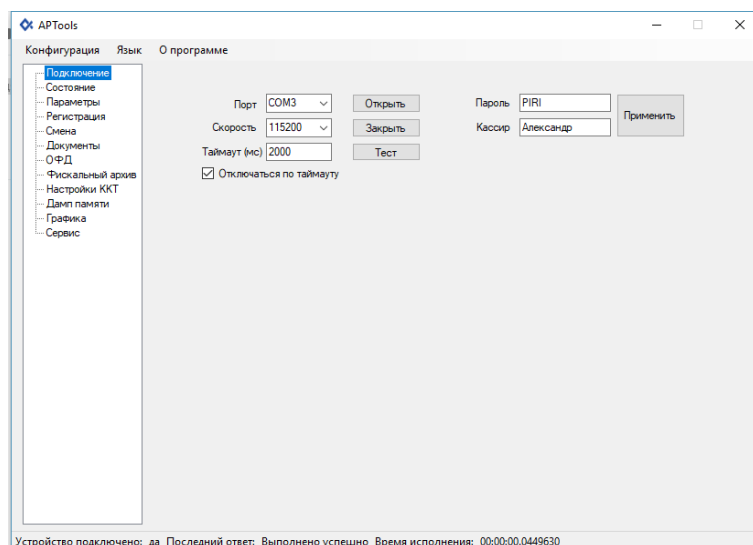 APTools
Конфигурация Язык О программе
Подключение
Состояние
Параметры
Регистрация
Смена
Документы
ОФД
Фискальный архив
Настройки ККТ
Дамп памяти
Графика
Сервис
Порт COM3 Открыть Пароль PIRI
Применить
Скорость 115200 Закрыть Кассир Александр
Таймаут (мс) 2000 Тест
Отключаться по таймауту
Устройство подключено: да Последний ответ: Выполнено успешно Время исполнения: 00:00:00.0449630